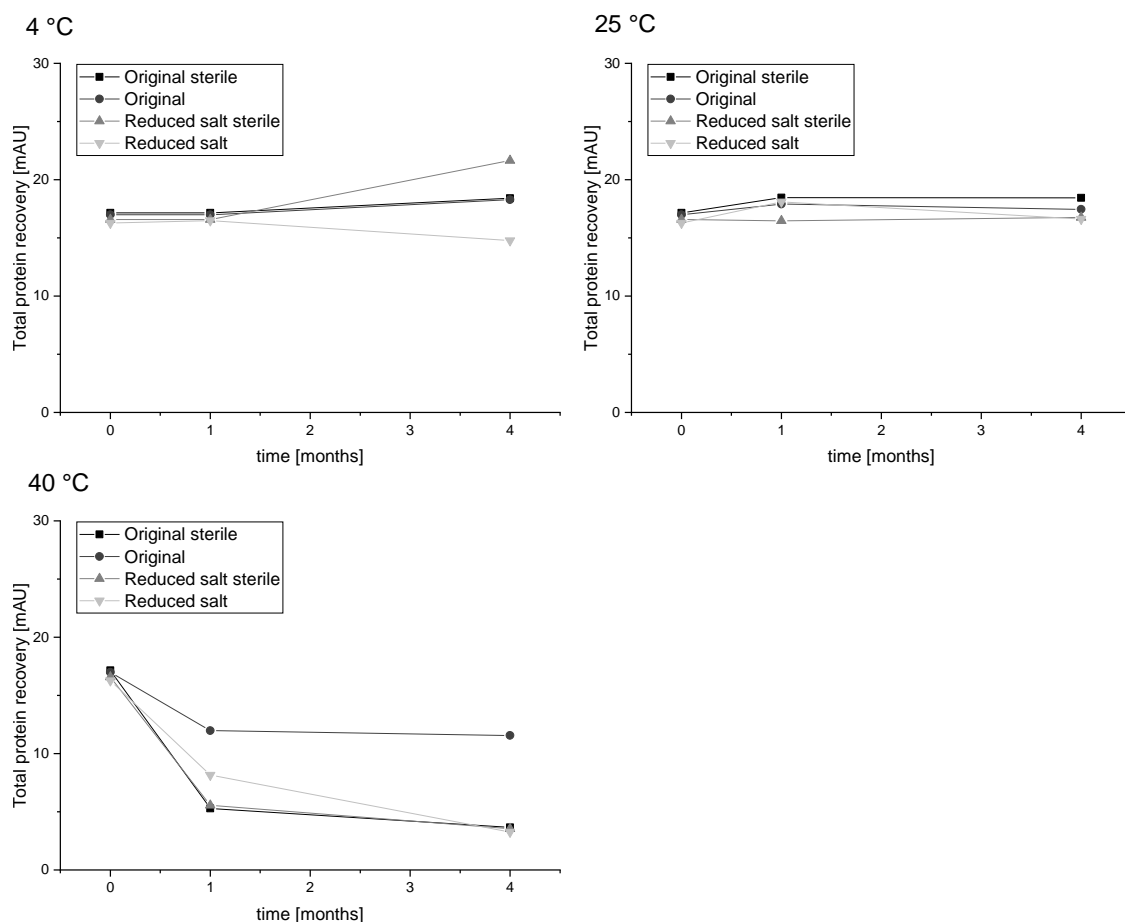 4 °C
30
20
10
0
Total protein recovery [mAU]
Original sterile
Original
Reduced salt sterile
Reduced salt
0 1 2 3 4
time [months]
25 °C
30
20
10
0
Total protein recovery [mAU]
Original sterile
Original
Reduced salt sterile
Reduced salt
0 1 2 3 4
time [months]
40 °C
30
20
10
0
Total protein recovery [mAU]
Original sterile
Original
Reduced salt sterile
Reduced salt
0 1 2 3 4
time [months]